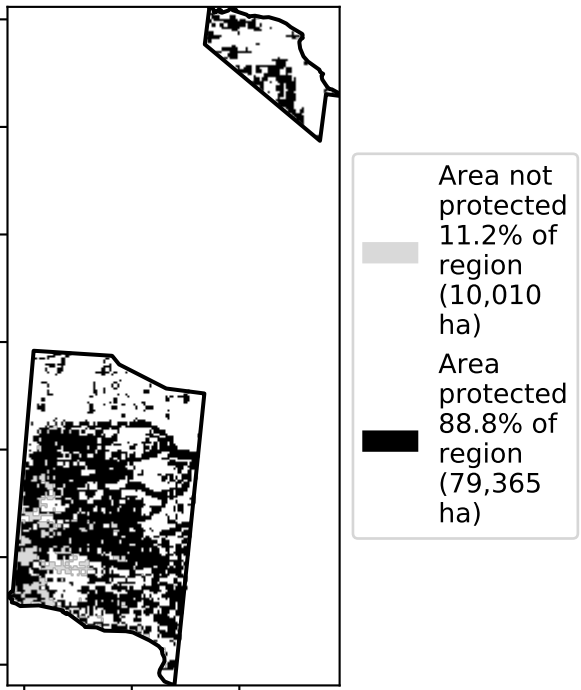 Area not
protected
11.2% of
region
(10,010
ha)
Area
protected
88.8% of
region
(79,365
ha)